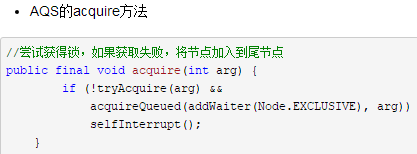 AQS的acquire方法
//尝试获得锁，如果获取失败，将节点加入到尾节点
public final void acquire(int arg) {
if (!tryAcquire(arg) &&
acquireQueued(addWaiter(Node.EXCLUSIVE), arg))
selfInterrupt();
}